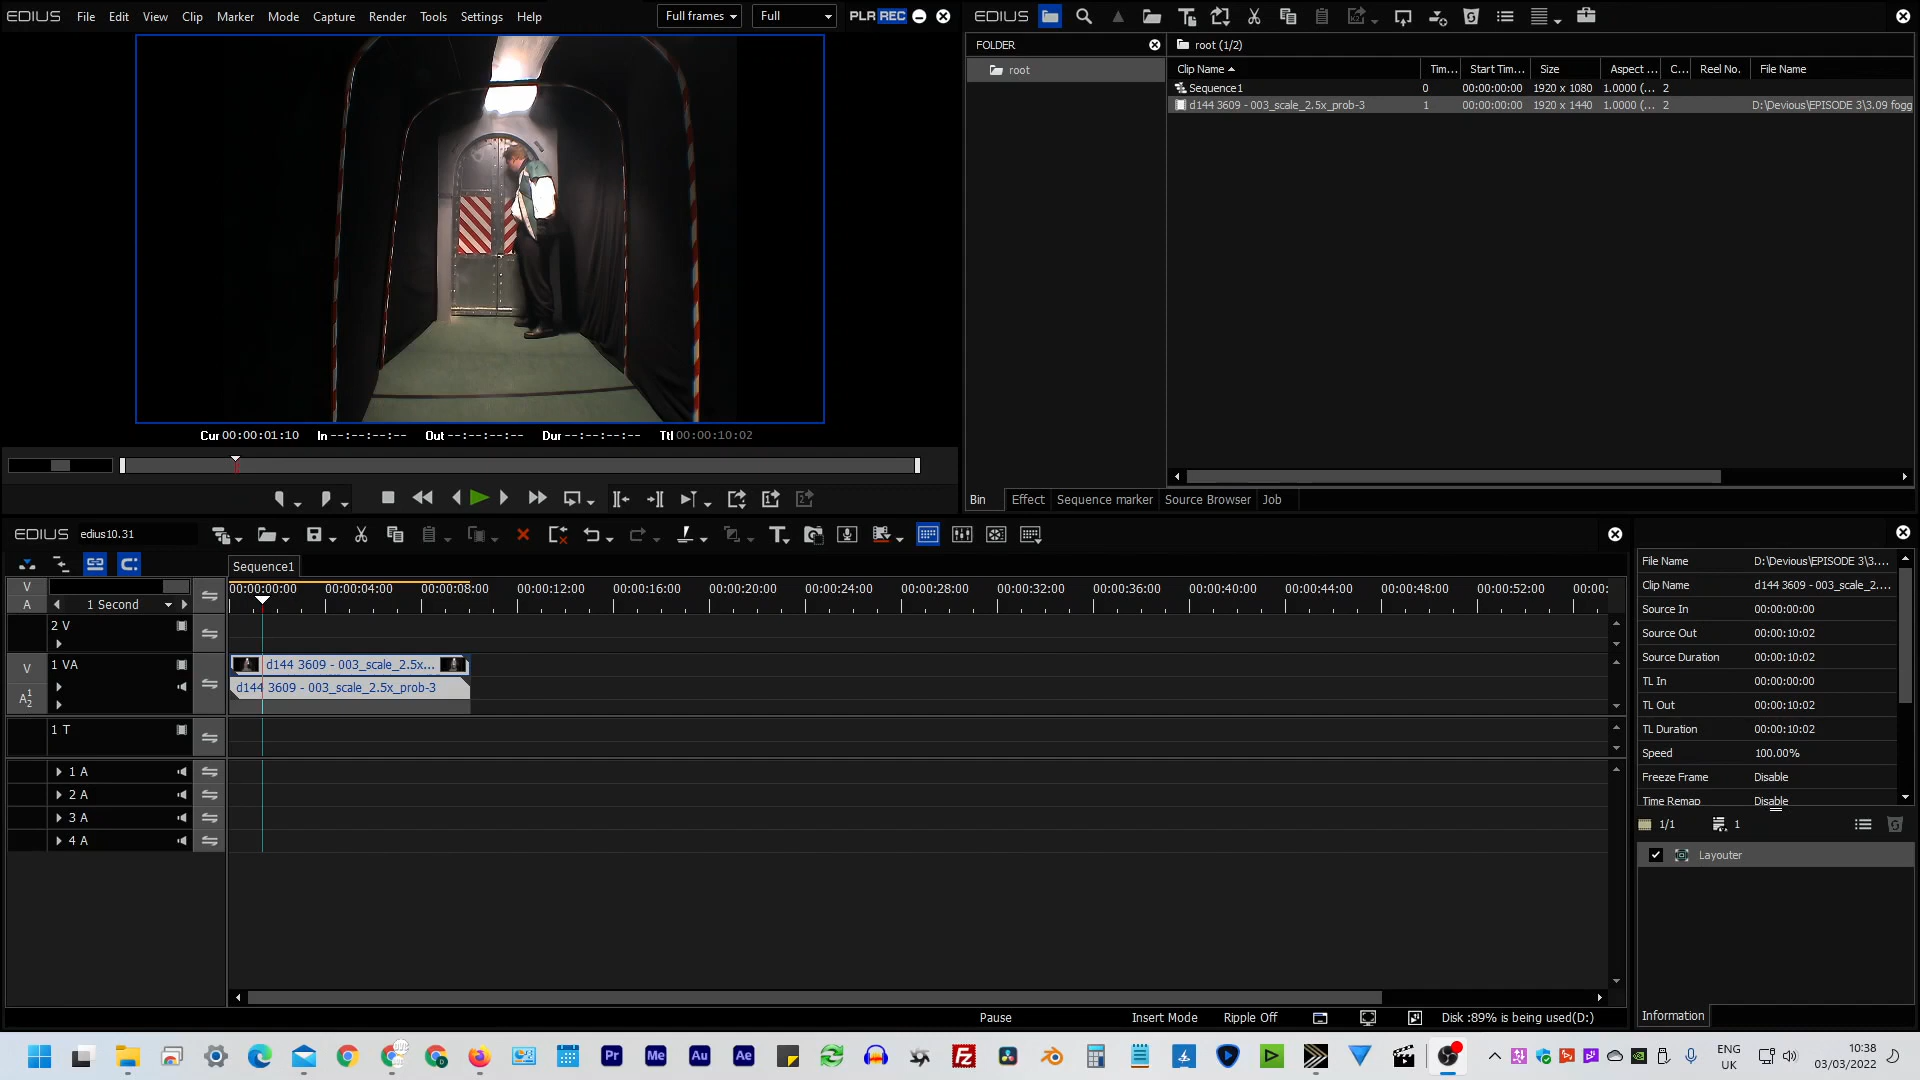 EDIUS File Edit View Clip Marker Mode Capture Render Tools Settings Help Full frames Full PLR REC
EDIUS
FOLDER
root (1/2)
root
Clip Name Tim... Start Tim... Size Aspect ... C... Reel No. File Name
Sequence1 0 00:00:00:00 1920 x 1080 1.0000 (... 2
d144 3609 - 003_scale_2.5x_prob-3 1 00:00:00:00 1920 x 1440 1.0000 (... 2 D:\Devious\EPISODE 3\3.09 fogg
Cur 00:00:01:10 In --:--:--:-- Out --:--:--:-- Dur --:--:--:-- Ttl 00:00:10:02
Bin Effect Sequence marker Source Browser Job
EDIUS edius10.31
Sequence1
V
A
1 Second
00:00:00:00 00:00:04:00 00:00:08:00 00:00:12:00 00:00:16:00 00:00:20:00 00:00:24:00 00:00:28:00 00:00:32:00 00:00:36:00 00:00:40:00 00:00:44:00 00:00:48:00 00:00:52:00 00:00:
2 V
V 1 VA
A 1 2
d144 3609 - 003_scale_2.5x...
d144 3609 - 003_scale_2.5x_prob-3
1 T
1 A
2 A
3 A
4 A
File Name D:\Devious\EPISODE 3\3....
Clip Name d144 3609 - 003_scale_2....
Source In 00:00:00:00
Source Out 00:00:10:02
Source Duration 00:00:10:02
TL In 00:00:00:00
TL Out 00:00:10:02
TL Duration 00:00:10:02
Speed 100.00%
Freeze Frame Disable
Time Remap Disable
1/1 1
Layouter
Information
Pause Insert Mode Ripple Off Disk :89% is being used(D:)
Pr Me Au Ae Fz
ENG
UK
10:38
03/03/2022